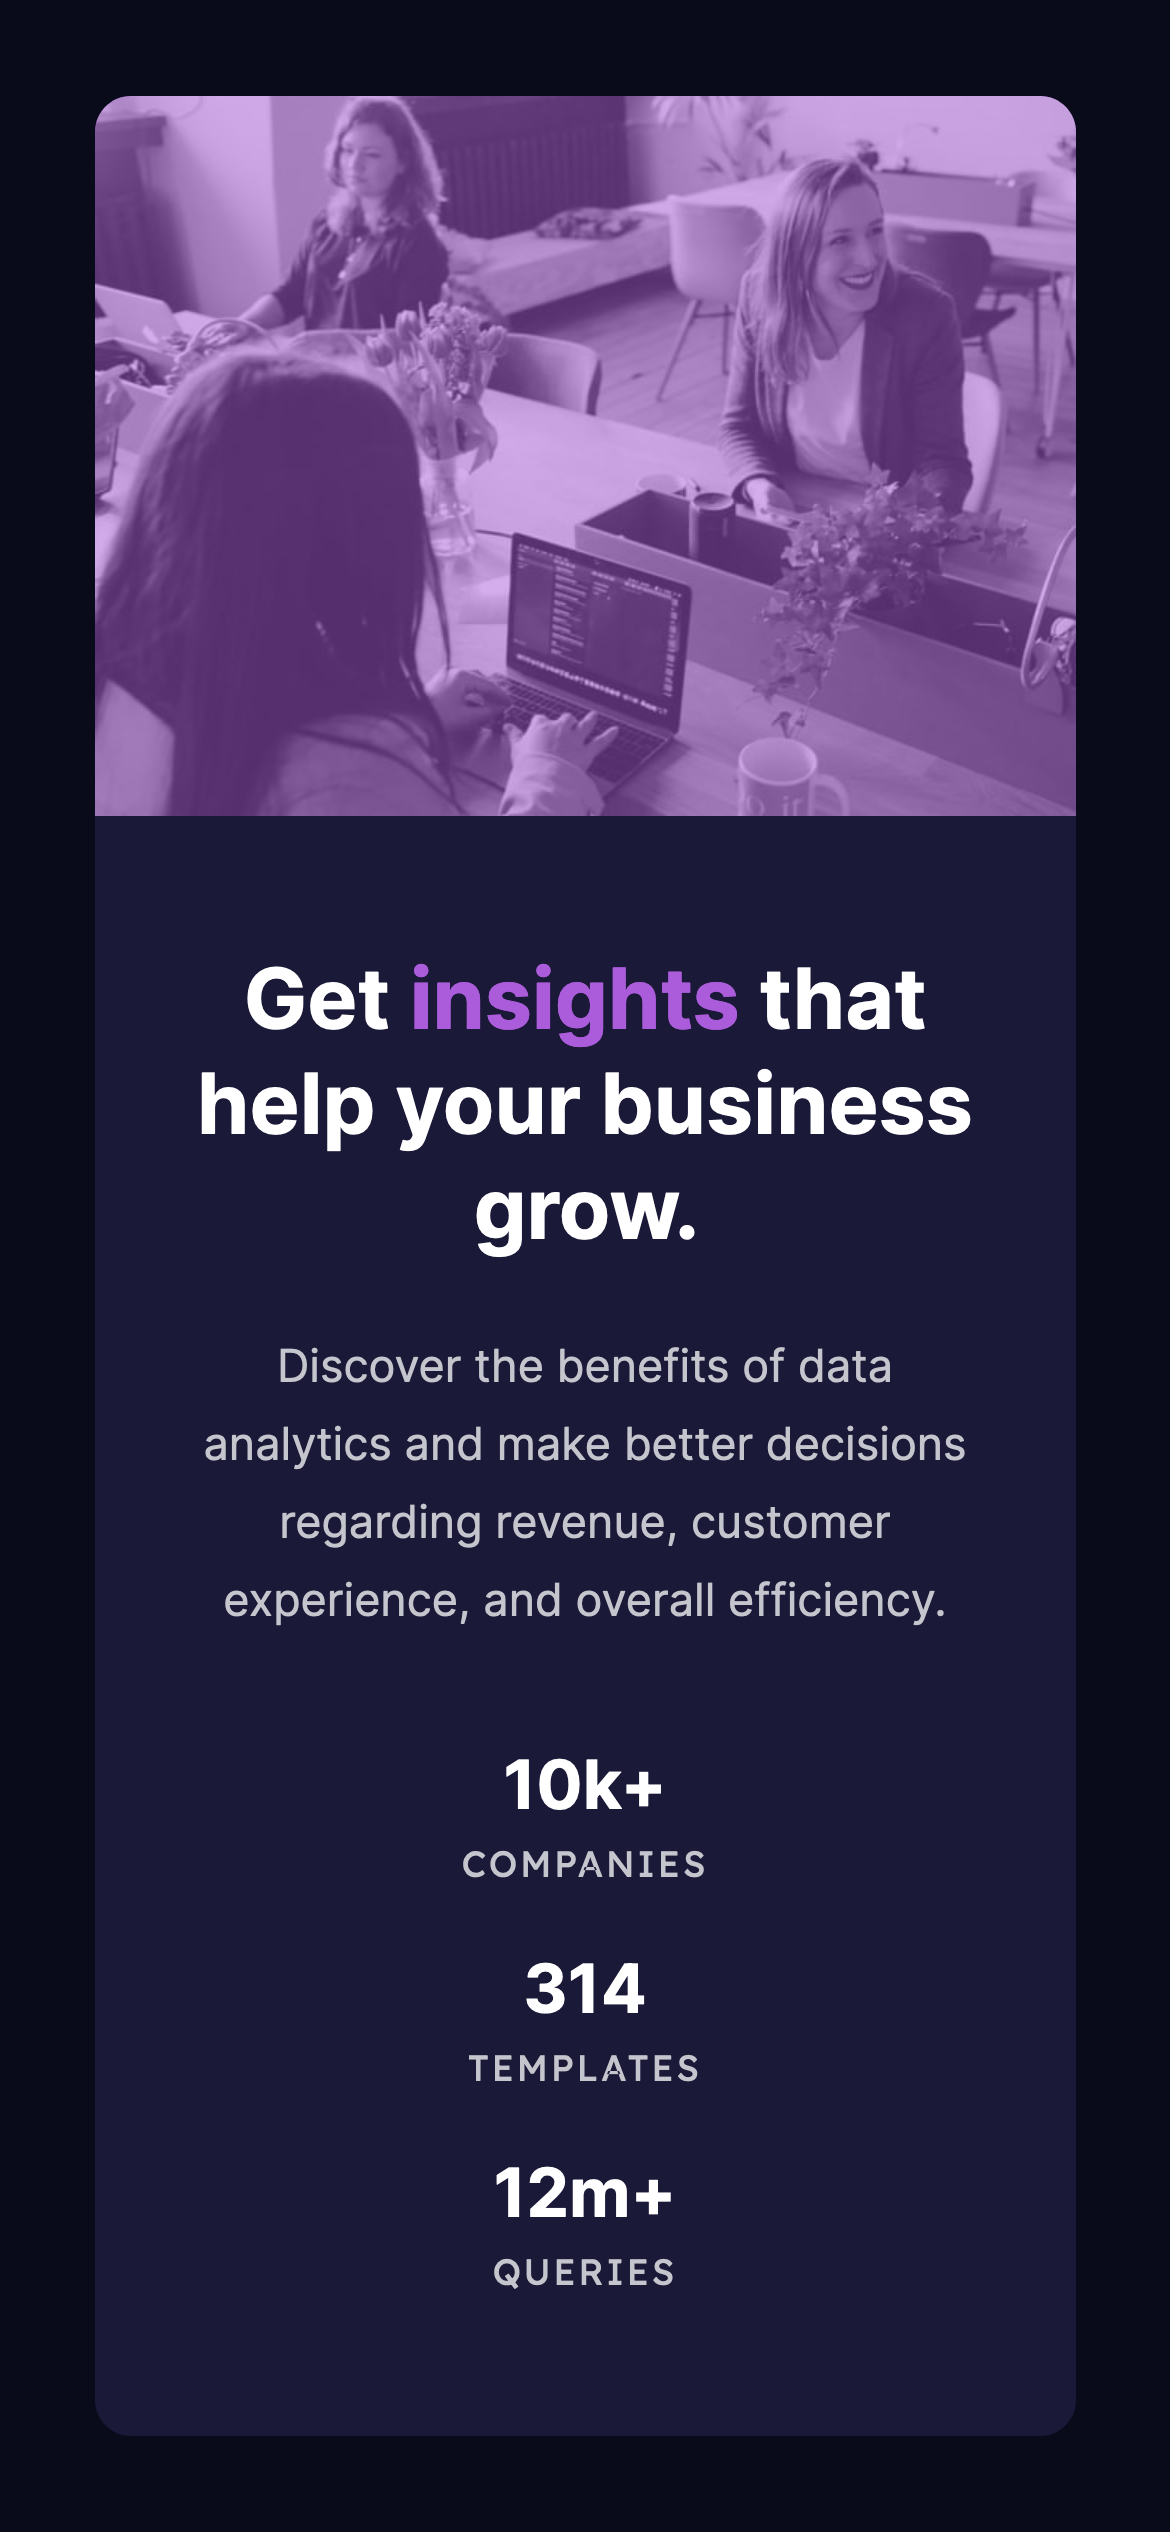 Get insights that
help your business
grow.
Discover the benefits of data
analytics and make better decisions
regarding revenue, customer
experience, and overall efficiency.
10k+
COMPANIES
314
TEMPLATES
12m+
QUERIES